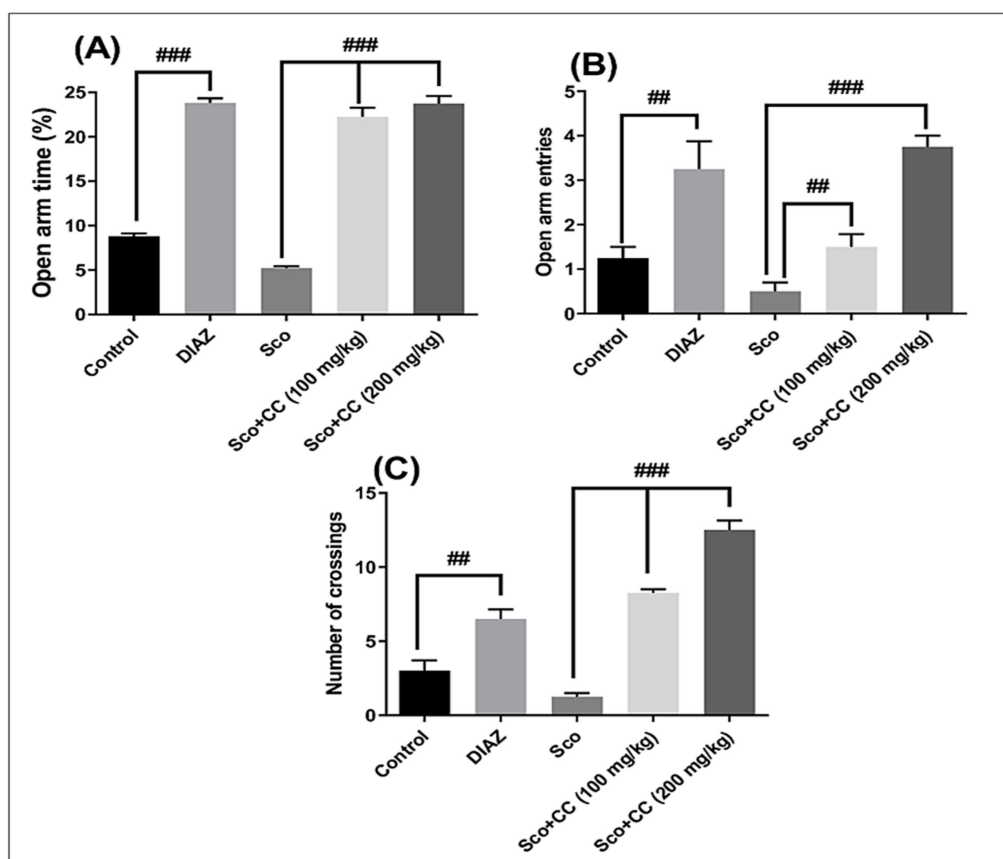 (A)
###
###
Open arm time (%)
25
20
15
10
5
0
Control
DIAZ
Sco
Sco+CC (100 mg/kg)
Sco+CC (200 mg/kg)
(B)
##
###
##
Open arm entries
5
4
3
2
1
0
Control
DIAZ
Sco
Sco+CC (100 mg/kg)
Sco+CC (200 mg/kg)
(C)
##
###
Number of crossings
15
10
5
0
Control
DIAZ
Sco
Sco+CC (100 mg/kg)
Sco+CC (200 mg/kg)